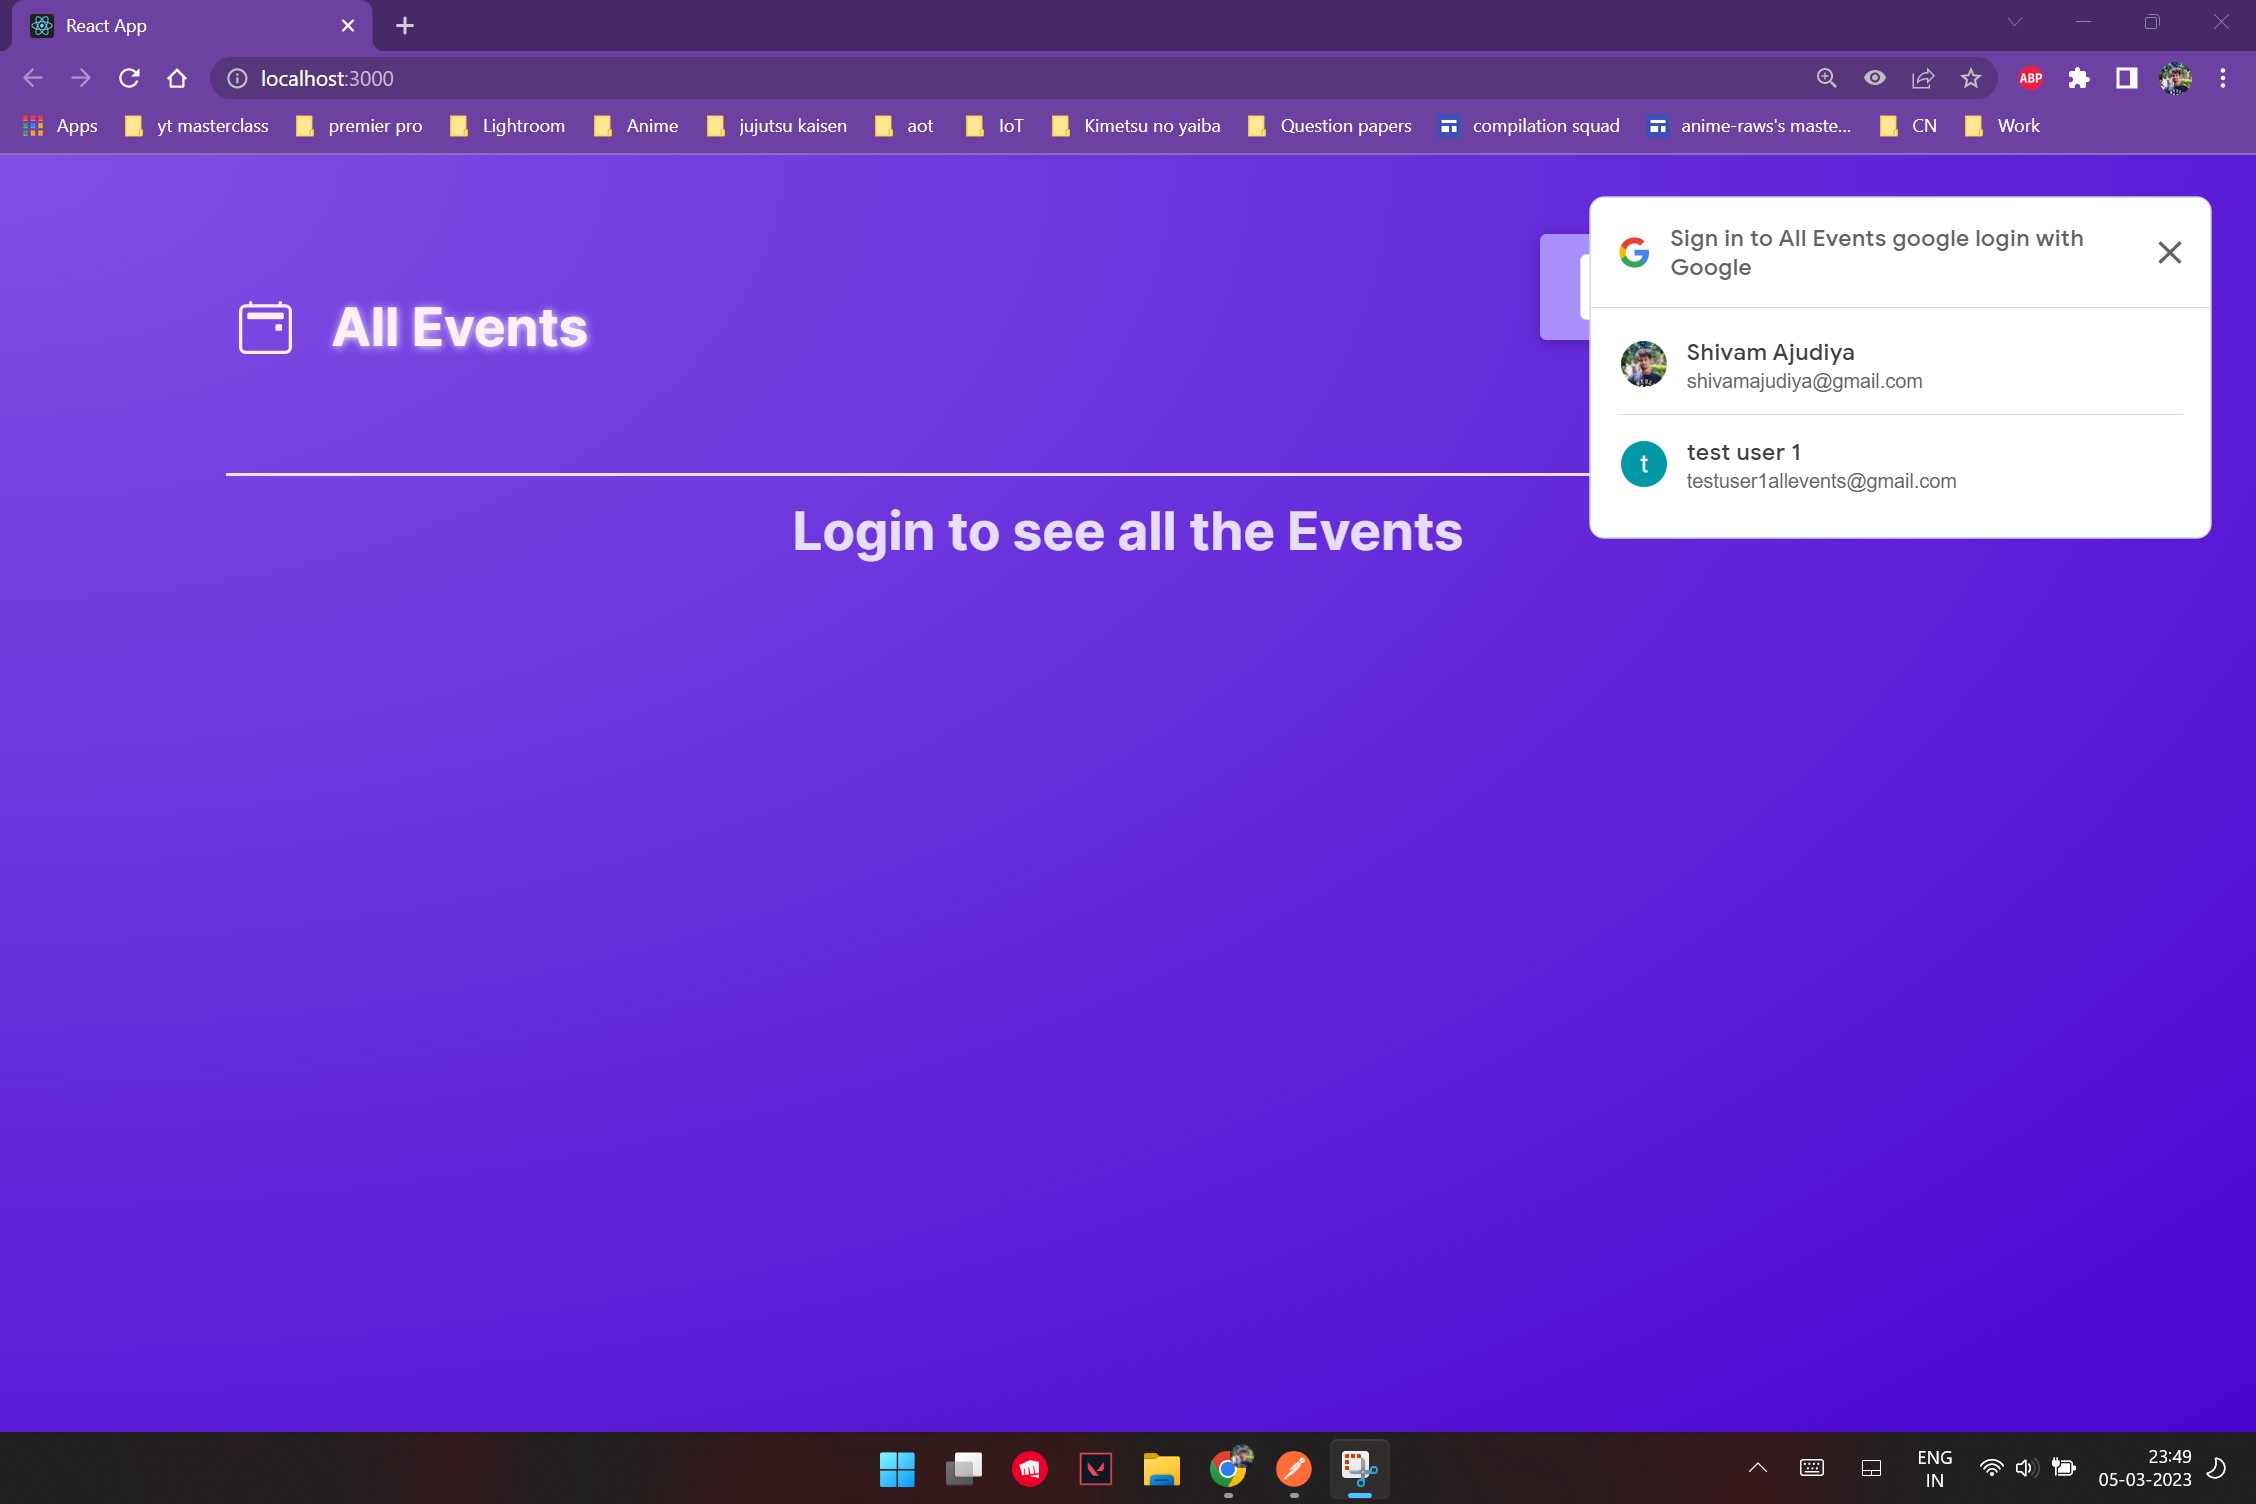 React App
localhost:3000
ABP
Apps
yt masterclass
premier pro
Lightroom
Anime
jujutsu kaisen
aot
IoT
Kimetsu no yaiba
Question papers
compilation squad
anime-raws's maste...
CN
Work
All Events
Sign in to All Events google login with
Google
Shivam Ajudiya
shivamajudiya@gmail.com
t
test user 1
testuser1allevents@gmail.com
Login to see all the Events
ENG
IN
23:49
05-03-2023